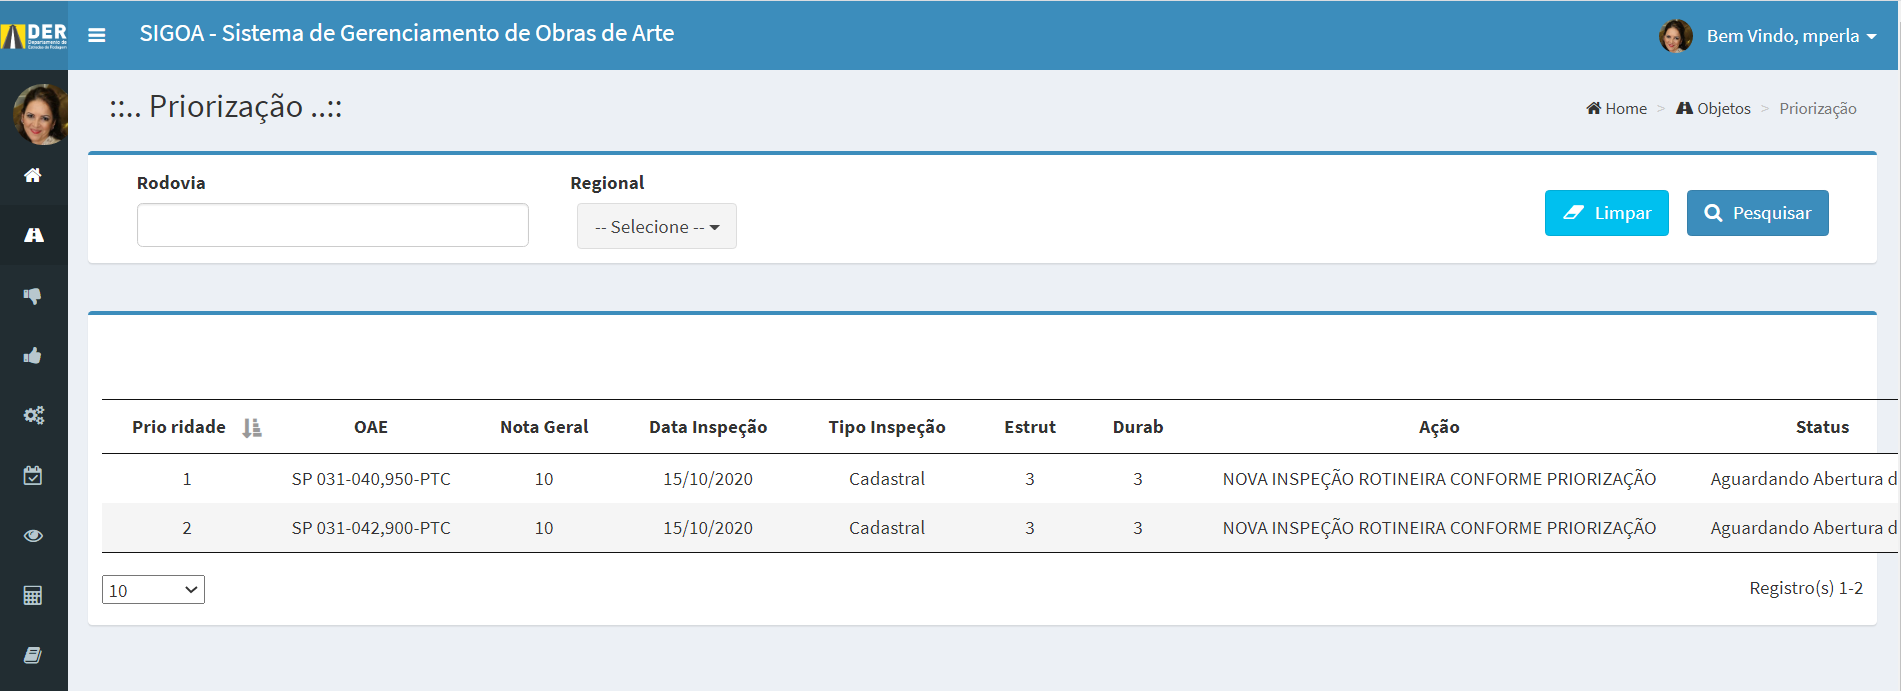 DER
SIGOA - Sistema de Gerenciamento de Obras de Arte
Bem Vindo, mperla
::.. Priorização ..::
Home > Objetos > Priorização
Rodovia
Regional
-- Selecione --
Limpar
Pesquisar
Prio ridade OAE Nota Geral Data Inspeção Tipo Inspeção Estrut Durab Ação Status
1 SP 031-040,950-PTC 10 15/10/2020 Cadastral 3 3 NOVA INSPEÇÃO ROTINEIRA CONFORME PRIORIZAÇÃO Aguardando Abertura d
2 SP 031-042,900-PTC 10 15/10/2020 Cadastral 3 3 NOVA INSPEÇÃO ROTINEIRA CONFORME PRIORIZAÇÃO Aguardando Abertura d
10
Registro(s) 1-2